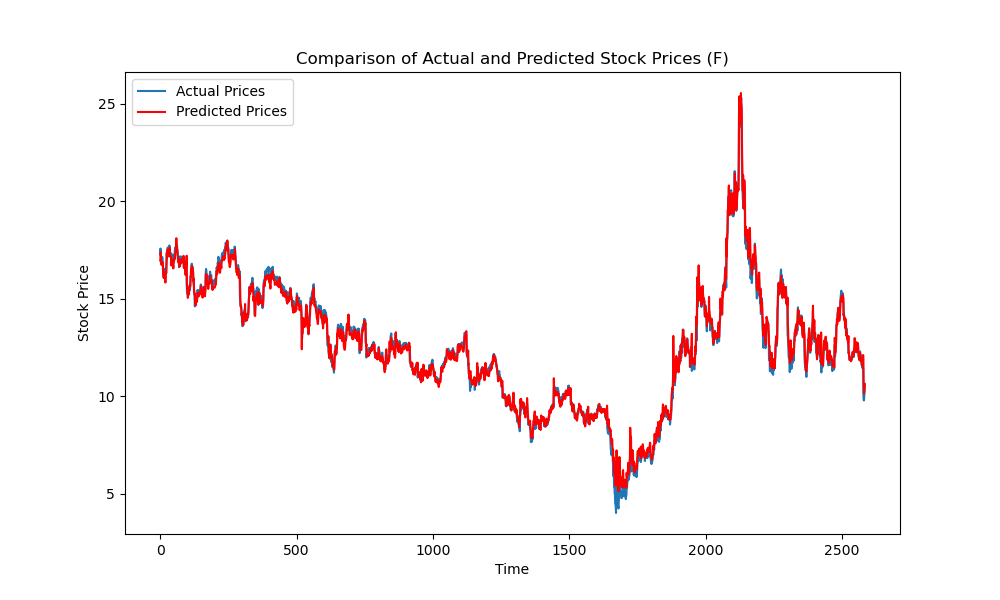 Comparison of Actual and Predicted Stock Prices (F)
Actual Prices
Predicted Prices
25
20
15
10
5
Stock Price
0 500 1000 1500 2000 2500
Time